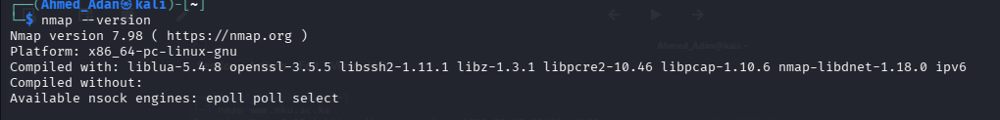 ┌──(Ahmed_Adan㉿kali)-[~]
└─$ nmap --version
Nmap version 7.98 ( https://nmap.org )
Platform: x86_64-pc-linux-gnu
Compiled with: liblua-5.4.8 openssl-3.5.5 libssh2-1.11.1 libz-1.3.1 libpcre2-10.46 libpcap-1.10.6 nmap-libdnet-1.18.0 ipv6
Compiled without:
Available nsock engines: epoll poll select